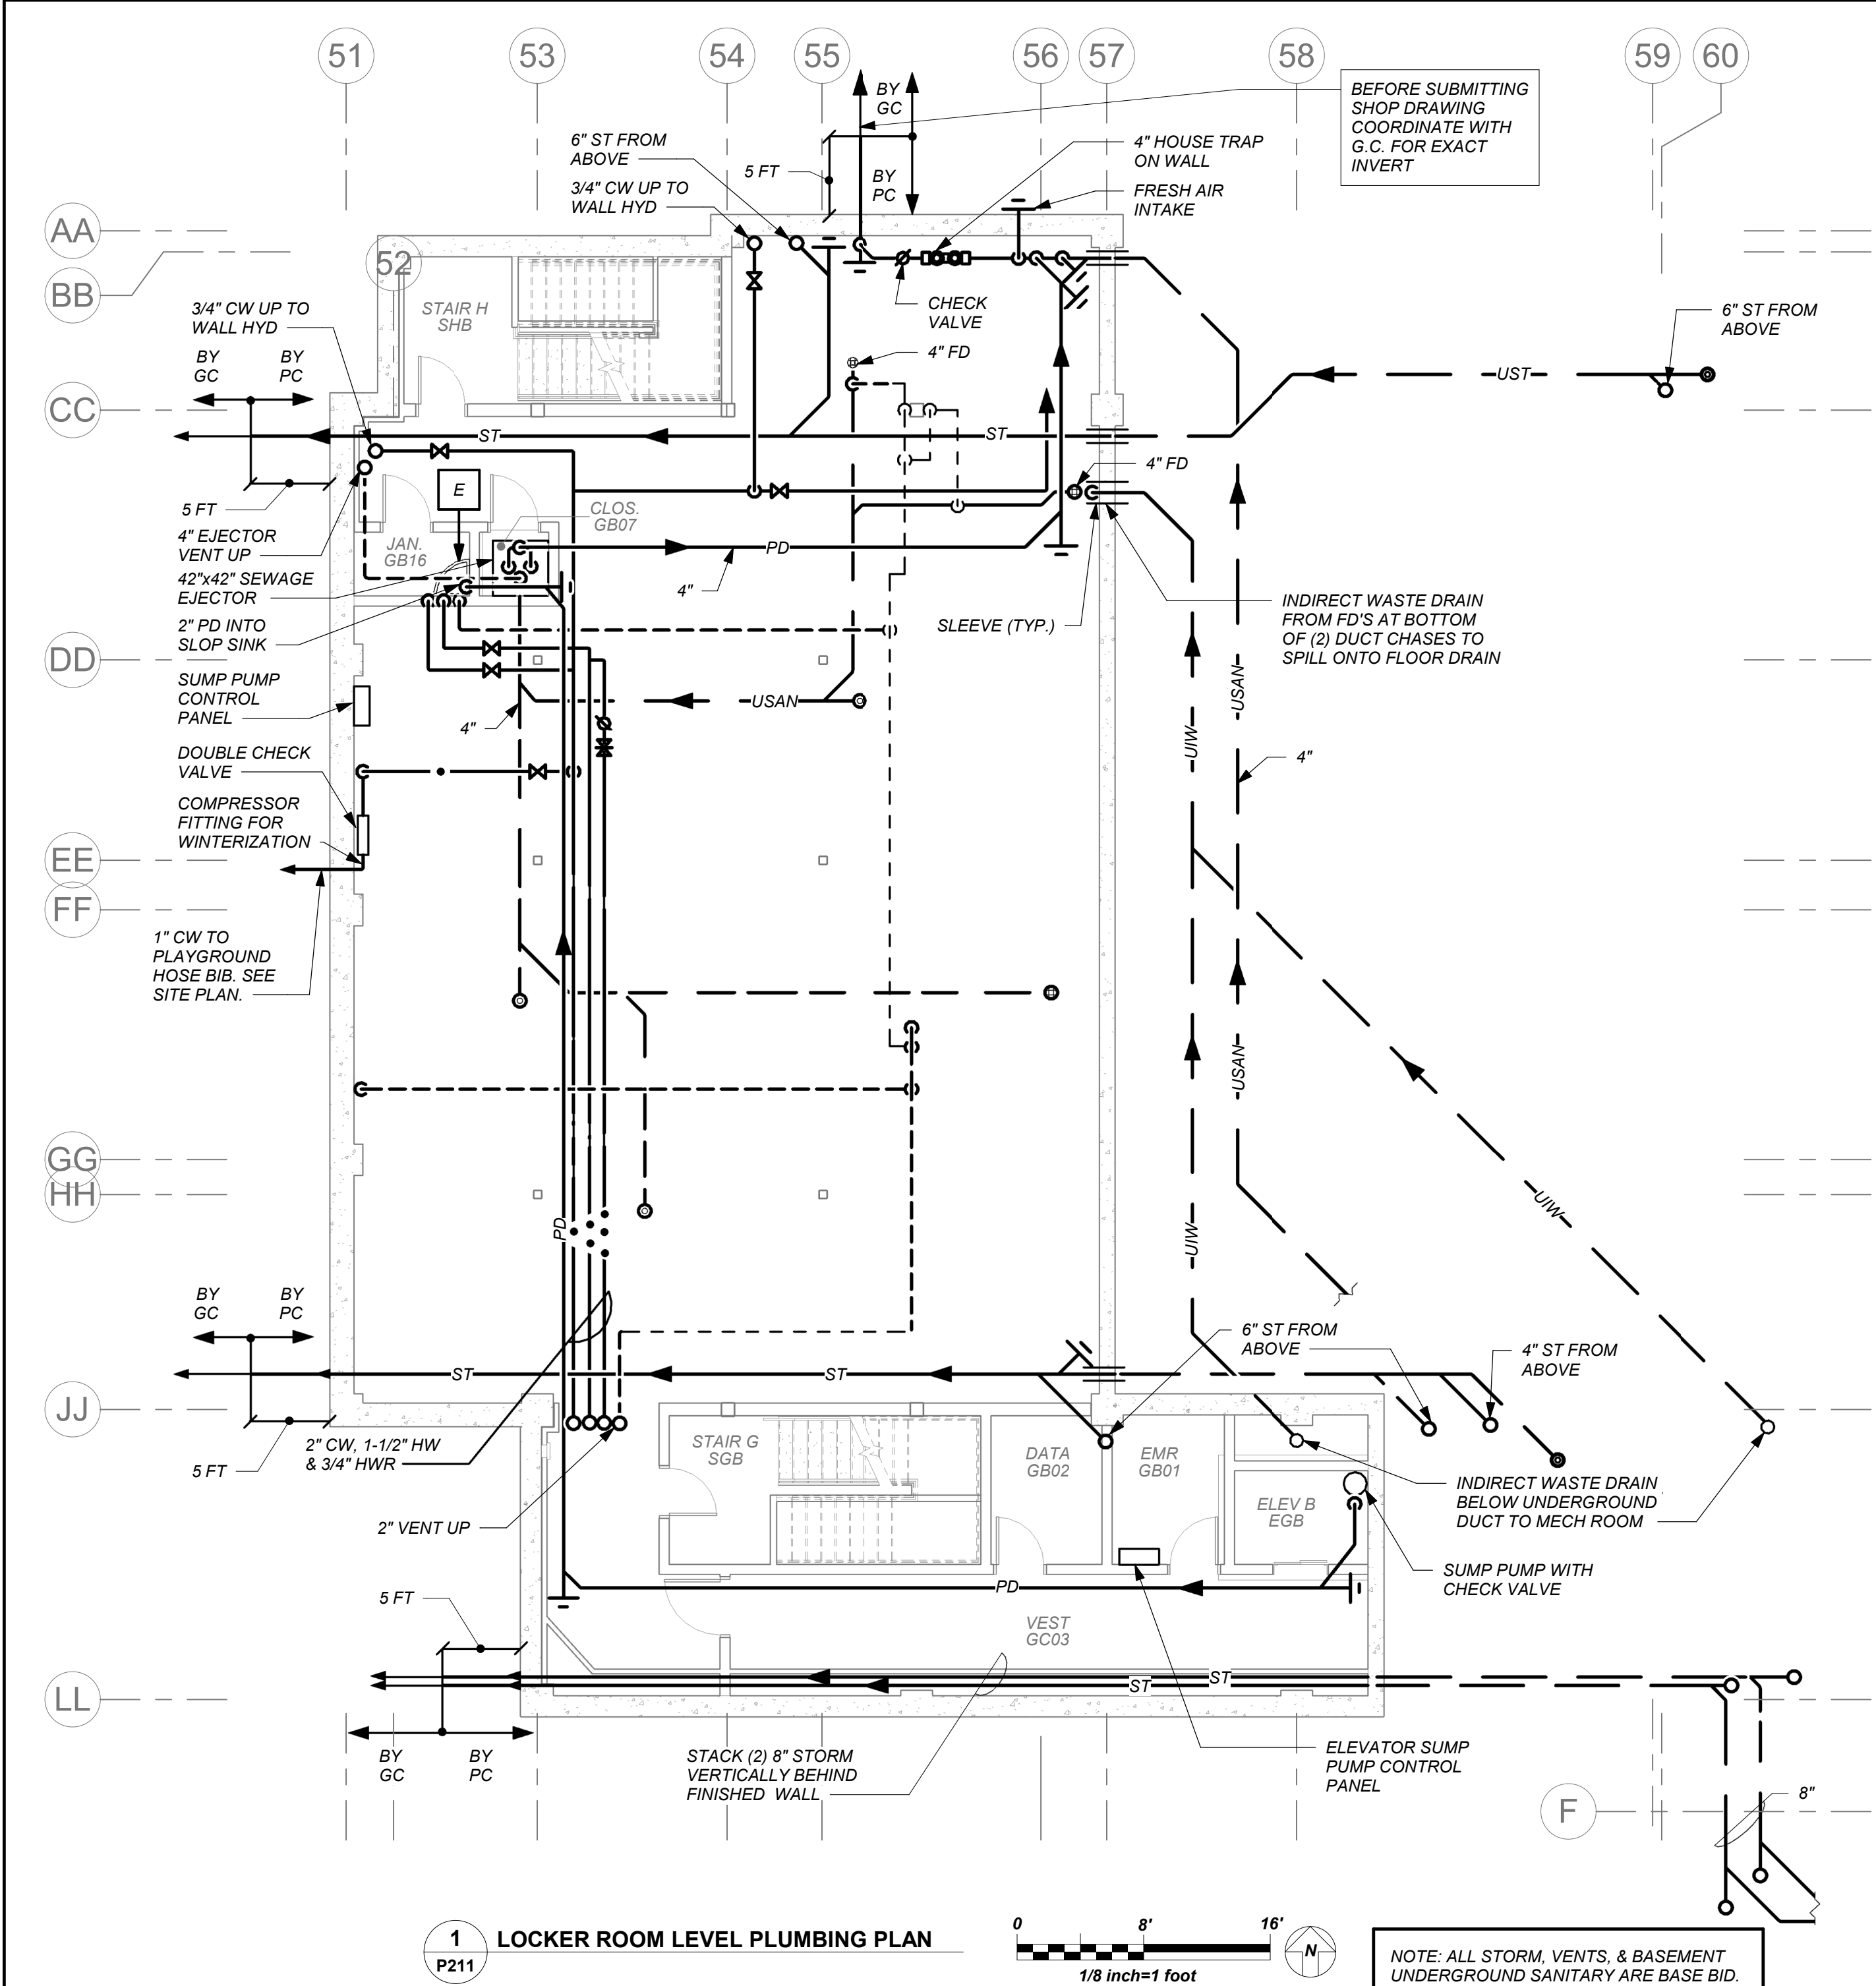 51
53
54
55
56
57
58
59
60
BY
GC
BEFORE SUBMITTING
SHOP DRAWING
COORDINATE WITH
G.C. FOR EXACT
INVERT
6" ST FROM
ABOVE
5 FT
BY
PC
4" HOUSE TRAP
ON WALL
3/4" CW UP TO
WALL HYD
FRESH AIR
INTAKE
AA
52
BB
STAIR H
SHB
3/4" CW UP TO
WALL HYD
CHECK
VALVE
6" ST FROM
ABOVE
BY
GC
BY
PC
4" FD
UST
CC
ST
ST
4" FD
5 FT
E
CLOS.
GB07
4" EJECTOR
VENT UP
JAN.
GB16
PD
42"x42" SEWAGE
EJECTOR
4"
INDIRECT WASTE DRAIN
FROM FD'S AT BOTTOM
OF (2) DUCT CHASES TO
SPILL ONTO FLOOR DRAIN
2" PD INTO
SLOP SINK
SLEEVE (TYP.)
DD
SUMP PUMP
CONTROL
PANEL
USAN
USAN
4"
UIW
DOUBLE CHECK
VALVE
4"
COMPRESSOR
FITTING FOR
WINTERIZATION
EE
FF
1" CW TO
PLAYGROUND
HOSE BIB. SEE
SITE PLAN.
USAN
GG
HH
UIW
PD
UIW
BY
GC
BY
PC
6" ST FROM
ABOVE
4" ST FROM
ABOVE
ST
ST
JJ
5 FT
2" CW, 1-1/2" HW
& 3/4" HWR
STAIR G
SGB
DATA
GB02
EMR
GB01
ELEV B
EGB
INDIRECT WASTE DRAIN
BELOW UNDERGROUND
DUCT TO MECH ROOM
2" VENT UP
SUMP PUMP WITH
CHECK VALVE
PD
5 FT
VEST
GC03
ST
ST
LL
BY
GC
BY
PC
STACK (2) 8" STORM
VERTICALLY BEHIND
FINISHED WALL
ELEVATOR SUMP
PUMP CONTROL
PANEL
F
8"
1
P211
LOCKER ROOM LEVEL PLUMBING PLAN
0 8' 16'
1/8 inch=1 foot
N
NOTE: ALL STORM, VENTS, & BASEMENT
UNDERGROUND SANITARY ARE BASE BID.